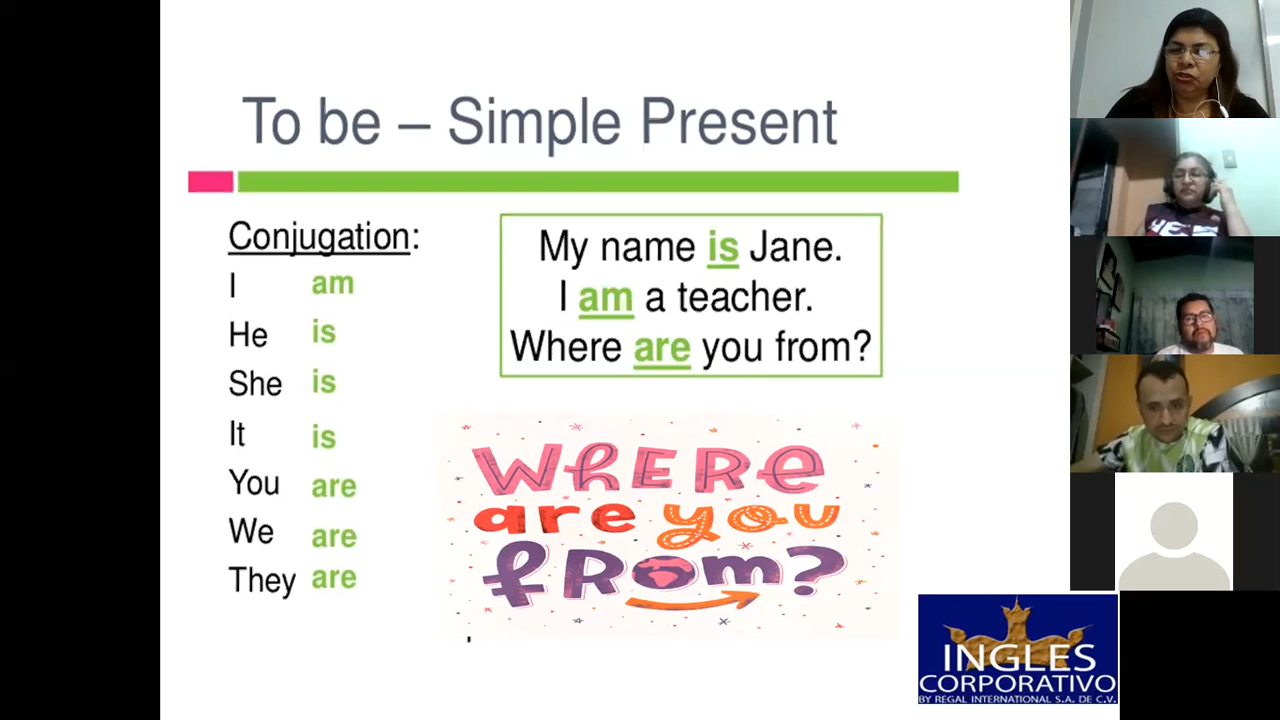 To be – Simple Present
Conjugation:
I am
He is
She is
It is
You are
We are
They are
My name is Jane.
I am a teacher.
Where are you from?
WHERE
are you
FROM?
INGLES
CORPORATIVO
BY REGAL INTERNATIONAL S.A. DE C.V.